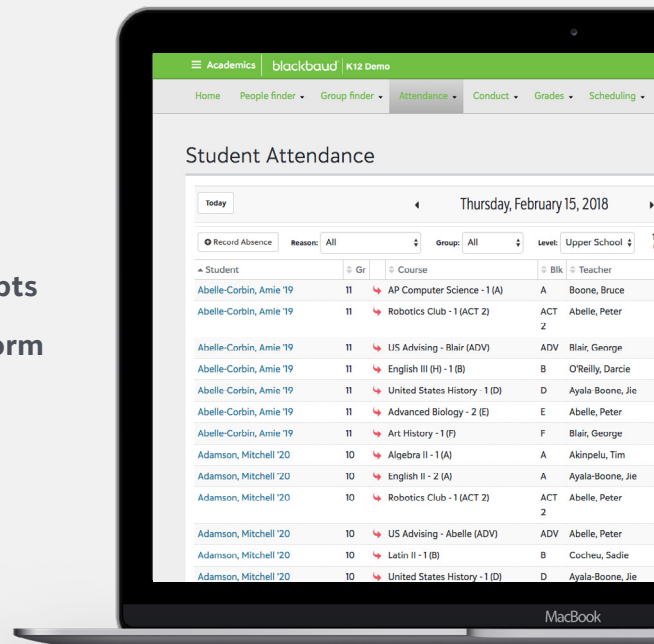 Academics blackbaud K12 Demo
Home People finder Group finder Attendance Conduct Grades Scheduling
Student Attendance
Today Thursday, February 15, 2018
Record Absence Reason: All Group: All Level: Upper School
Student Gr Course Blk Teacher
Abelle-Corbin, Amie '19 11 AP Computer Science - 1 (A) A Boone, Bruce
Abelle-Corbin, Amie '19 11 Robotics Club - 1 (ACT 2) ACT Abelle, Peter
2
Abelle-Corbin, Amie '19 11 US Advising - Blair (ADV) ADV Blair, George
Abelle-Corbin, Amie '19 11 English III (H) - 1 (B) B O'Reilly, Darcie
Abelle-Corbin, Amie '19 11 United States History - 1 (D) D Ayala-Boone, Jie
Abelle-Corbin, Amie '19 11 Advanced Biology - 2 (E) E Abelle, Peter
Abelle-Corbin, Amie '19 11 Art History - 1 (F) F Blair, George
Adamson, Mitchell '20 10 Algebra II - 1 (A) A Akinpelu, Tim
Adamson, Mitchell '20 10 English II - 2 (A) A Ayala-Boone, Jie
Adamson, Mitchell '20 10 Robotics Club - 1 (ACT 2) ACT Abelle, Peter
2
Adamson, Mitchell '20 10 US Advising - Abelle (ADV) ADV Abelle, Peter
Adamson, Mitchell '20 10 Latin II - 1 (B) B Cocheu, Sadie
Adamson, Mitchell '20 10 United States History - 1 (D) D Ayala-Boone, Jie
MacBook